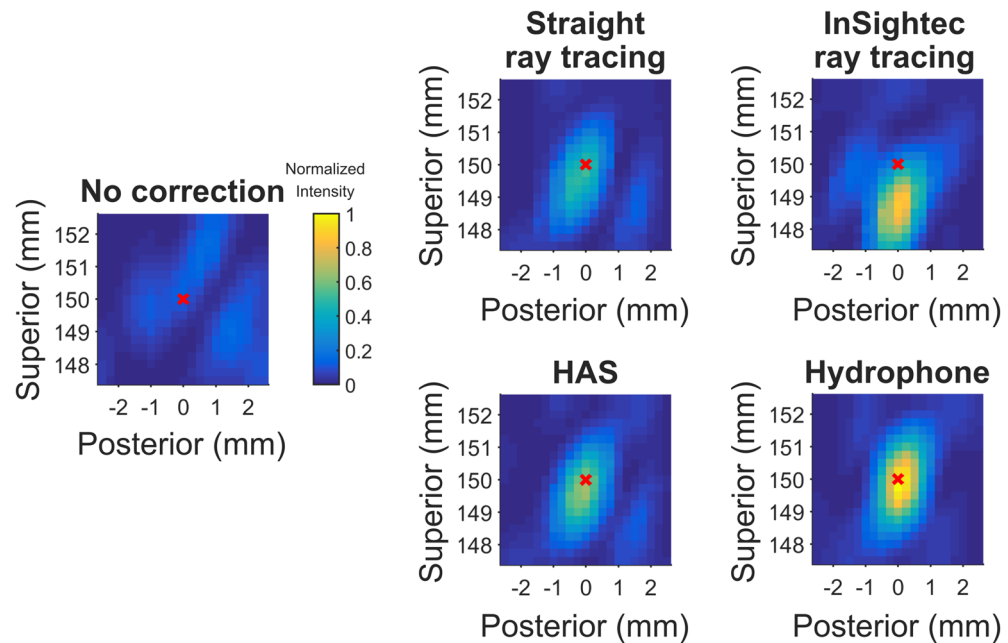 No correction
Superior (mm)
152
151
150
149
148
-2 -1 0 1 2
Posterior (mm)
Normalized
Intensity
1
0.8
0.6
0.4
0.2
0
Straight
ray tracing
Superior (mm)
152
151
150
149
148
-2 -1 0 1 2
Posterior (mm)
InSightec
ray tracing
Superior (mm)
152
151
150
149
148
-2 -1 0 1 2
Posterior (mm)
HAS
Superior (mm)
152
151
150
149
148
-2 -1 0 1 2
Posterior (mm)
Hydrophone
Superior (mm)
152
151
150
149
148
-2 -1 0 1 2
Posterior (mm)